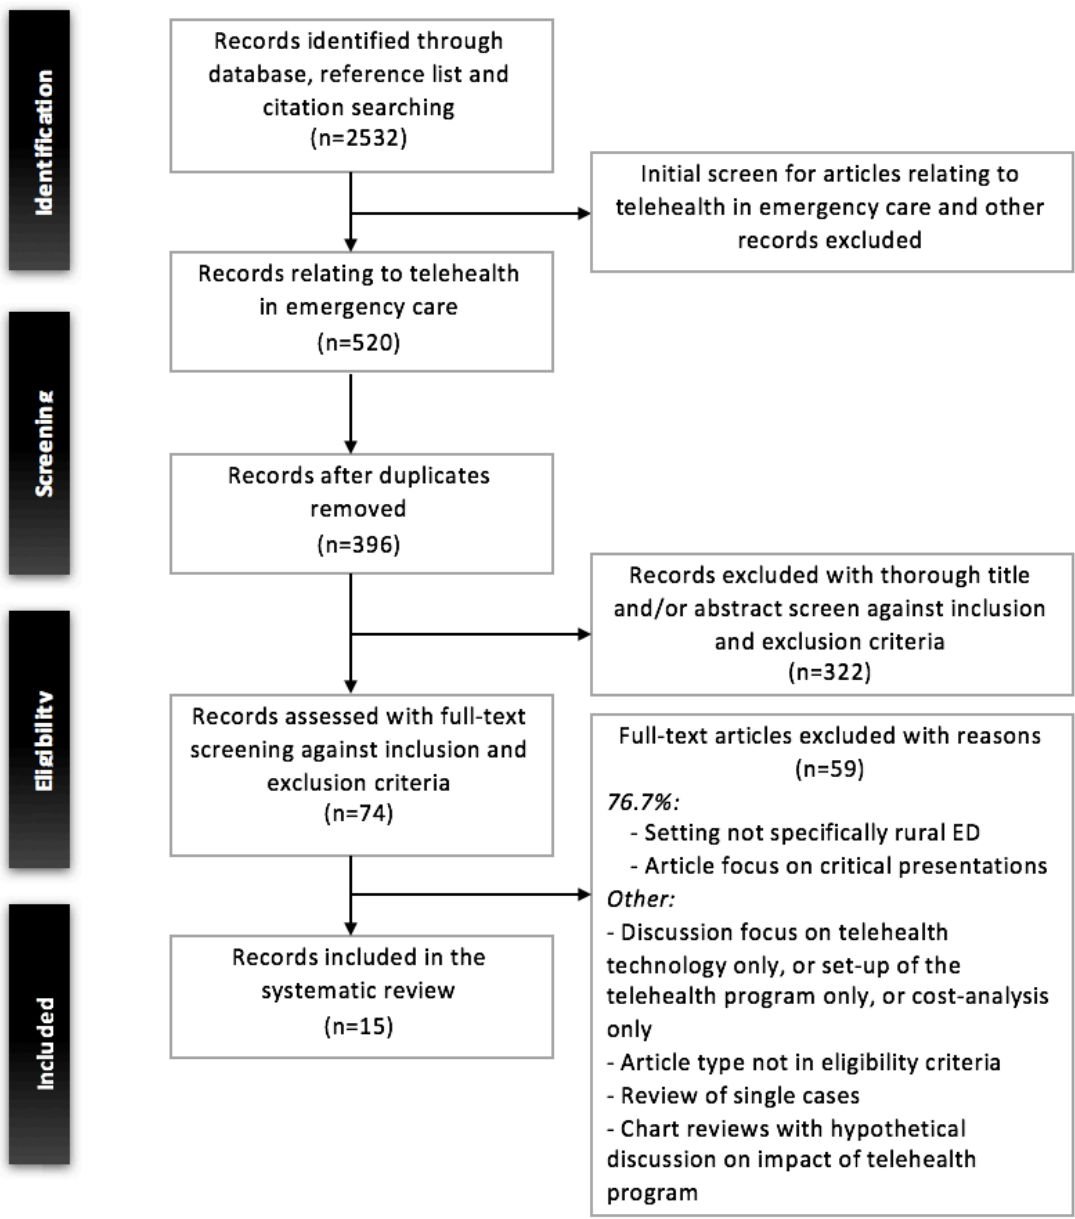 Identification
Records identified through
database, reference list and
citation searching
(n=2532)
Initial screen for articles relating to
telehealth in emergency care and other
records excluded
Records relating to telehealth
in emergency care
(n=520)
Screening
Records after duplicates
removed
(n=396)
Records excluded with thorough title
and/or abstract screen against inclusion
and exclusion criteria
(n=322)
Eligibility
Records assessed with full-text
screening against inclusion and
exclusion criteria
(n=74)
Full-text articles excluded with reasons
(n=59)
76.7%:
- Setting not specifically rural ED
- Article focus on critical presentations
Other:
- Discussion focus on telehealth
technology only, or set-up of the
telehealth program only, or cost-analysis
only
- Article type not in eligibility criteria
- Review of single cases
- Chart reviews with hypothetical
discussion on impact of telehealth
program
Included
Records included in the
systematic review
(n=15)